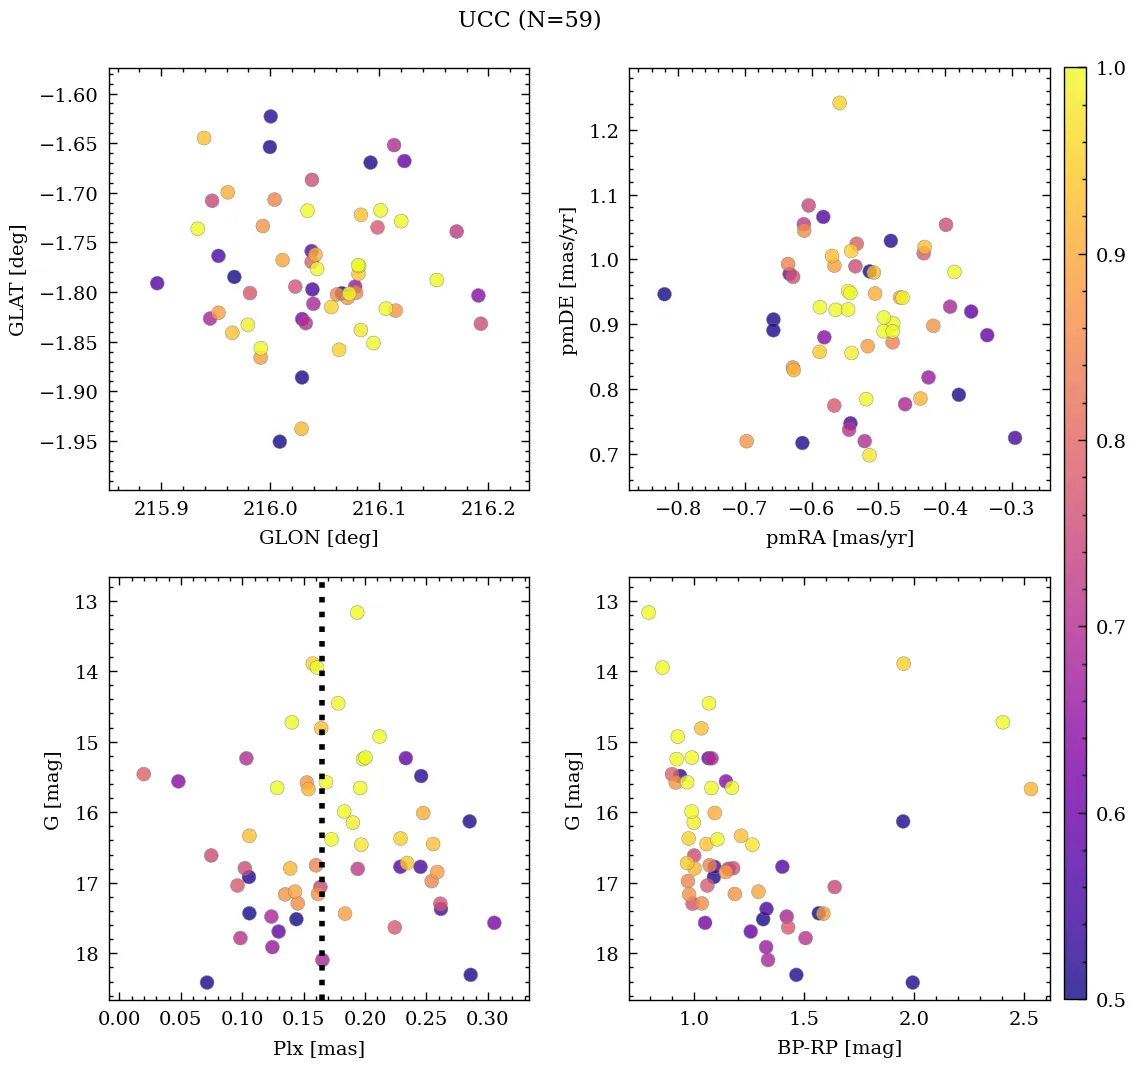 UCC (N=59)
−1.60
−1.65
−1.70
−1.75
−1.80
−1.85
−1.90
−1.95
GLAT [deg]
215.9 216.0 216.1 216.2
GLON [deg]
1.2
1.1
1.0
0.9
0.8
0.7
pmDE [mas/yr]
−0.8 −0.7 −0.6 −0.5 −0.4 −0.3
pmRA [mas/yr]
13
14
15
16
17
18
G [mag]
0.00 0.05 0.10 0.15 0.20 0.25 0.30
Plx [mas]
13
14
15
16
17
18
G [mag]
1.0 1.5 2.0 2.5
BP-RP [mag]
1.0
0.9
0.8
0.7
0.6
0.5